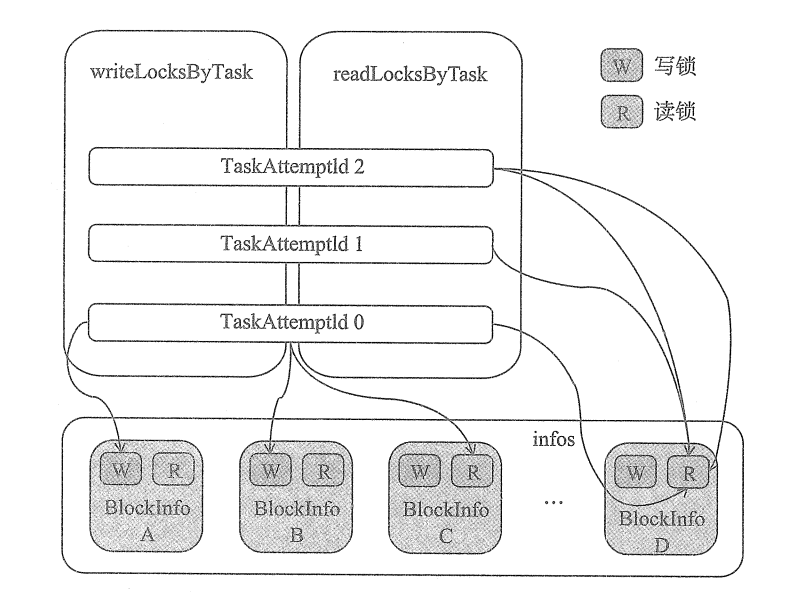 writeLocksByTask
readLocksByTask
W 写锁
R 读锁
TaskAttemptId 2
TaskAttemptId 1
TaskAttemptId 0
infos
W R
BlockInfo
A
W R
BlockInfo
B
W R
BlockInfo
C
...
W R
BlockInfo
D